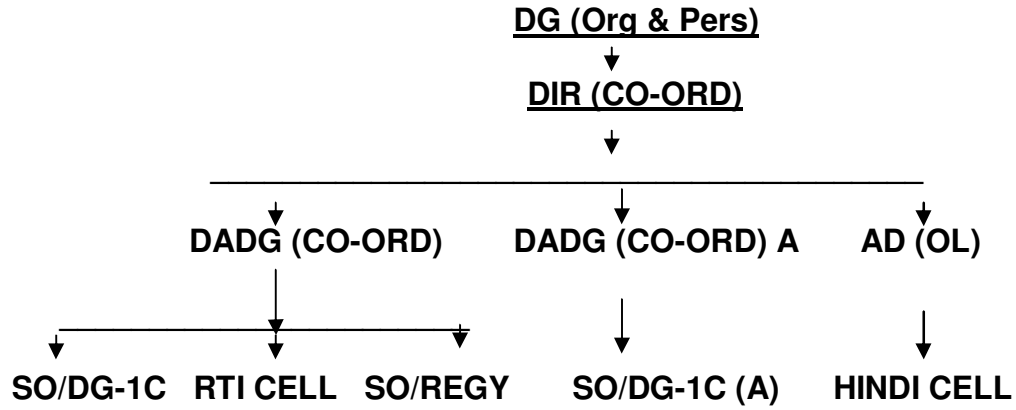 DG (Org & Pers)
DIR (CO-ORD)
DADG (CO-ORD) DADG (CO-ORD) A AD (OL)
SO/DG-1C RTI CELL SO/REGY SO/DG-1C (A) HINDI CELL